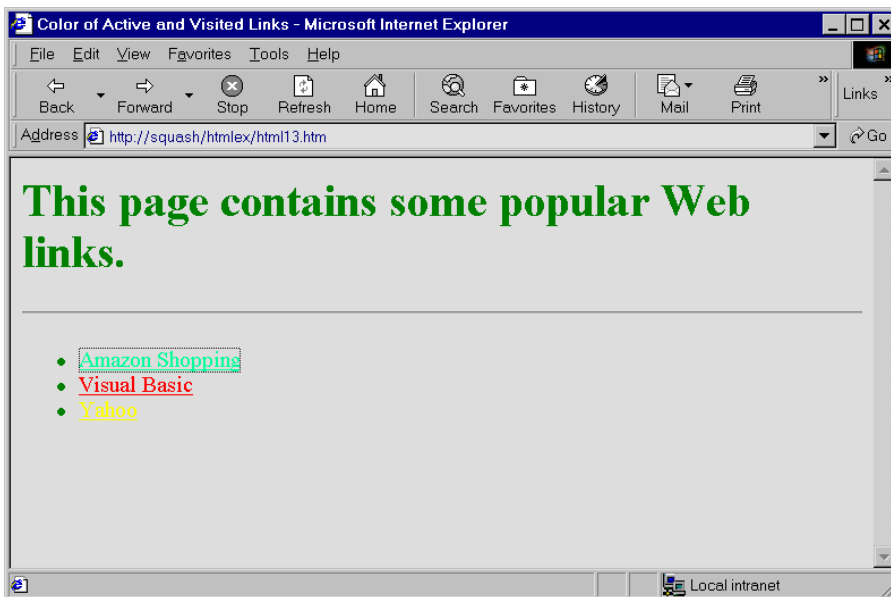 Color of Active and Visited Links - Microsoft Internet Explorer
File Edit View Favorites Tools Help
Back Forward Stop Refresh Home Search Favorites History Mail Print » Links »
Address http://squash/htmlex/html13.htm Go
This page contains some popular Web
links.
• Amazon Shopping
• Visual Basic
• Yahoo
Local intranet